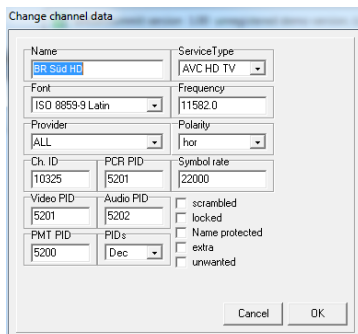 Change channel data
Name
BR Süd HD
ServiceType
AVC HD TV
Font
ISO 8859-9 Latin
Frequency
11582.0
Provider
ALL
Polarity
hor
Ch. ID
10325
PCR PID
5201
Symbol rate
22000
Video PID
5201
Audio PID
5202
PMT PID
5200
PIDs
Dec
scrambled
locked
Name protected
extra
unwanted
Cancel
OK